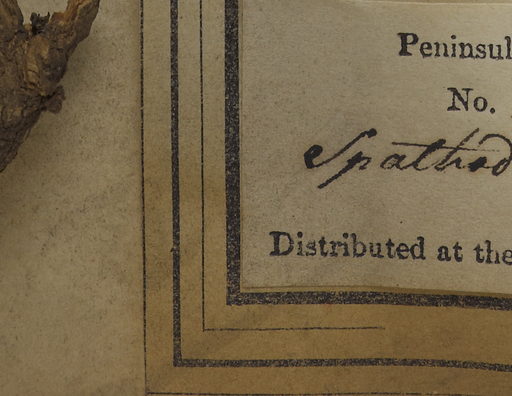 Peninsul
No.
Spathod
Distributed at the